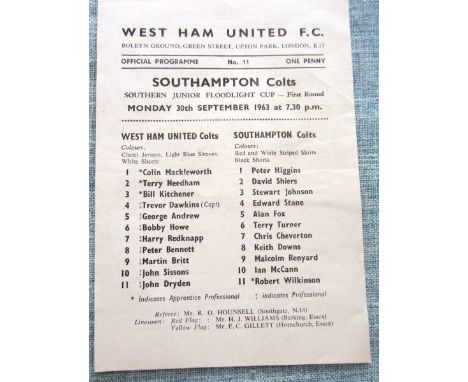 WEST HAM UNITED F.C.
BOLEYN GROUND, GREEN STREET, UPTON PARK, LONDON, E.13
OFFICIAL PROGRAMME No. 11 ONE PENNY
SOUTHAMPTON Colts
SOUTHERN JUNIOR FLOODLIGHT CUP — First Round
MONDAY 30th SEPTEMBER 1963 at 7.30 p.m.
WEST HAM UNITED Colts
Colours:
Claret Jerseys, Light Blue Sleeves,
White Shorts
1 *Colin Mackleworth
2 *Terry Needham
3 *Bill Kitchener
4 ‡Trevor Dawkins (Capt)
5 ‡George Andrew
6 ‡Bobby Howe
7 ‡Harry Redknapp
8 ‡Peter Bennett
9 ‡Martin Britt
10 ‡John Sissons
11 ‡John Dryden
SOUTHAMPTON Colts
Colours:
Red and White Striped Shirts
Black Shorts
1 Peter Higgins
2 David Shiers
3 Stewart Johnson
4 Edward Stone
5 Alan Fox
6 Terry Turner
7 Chris Cheverton
8 Keith Downs
9 Malcolm Renyard
10 Ian McCann
11 *Robert Wilkinson
* Indicates Apprentice Professional ‡ indicates Professional
Referee: Mr. R. O. HOUNSELL (Southgate, N.14)
Linesmen: Red Flag: : Mr. H. J. WILLIAMS (Barking, Essex)
Yellow Flag: : Mr. E. C. GILLETT (Hornchurch, Essex)